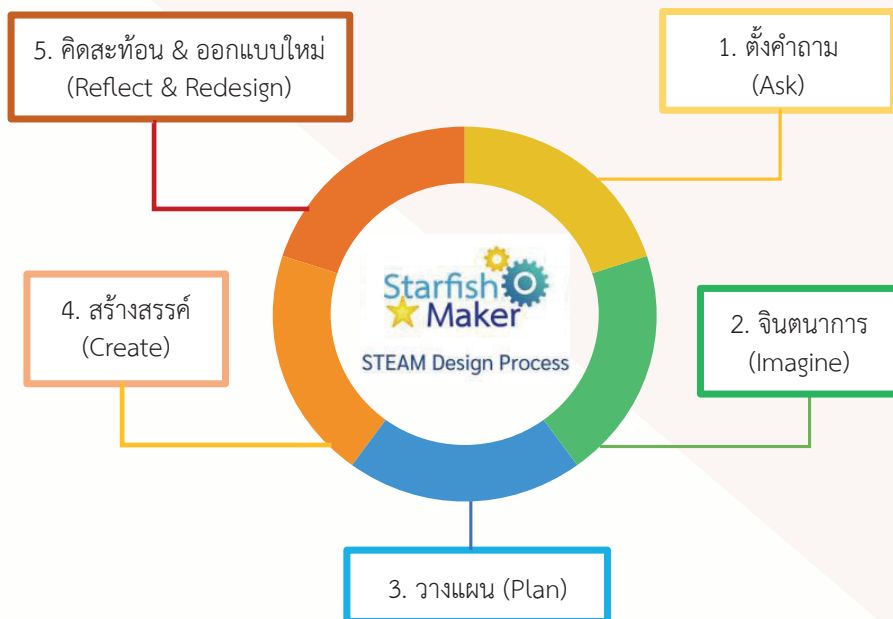 1. ตั้งคำถาม
(Ask)
2. จินตนาการ
(Imagine)
3. วางแผน (Plan)
4. สร้างสรรค์
(Create)
5. คิดสะท้อน & ออกแบบใหม่
(Reflect & Redesign)
Starfish
Maker
STEAM Design Process